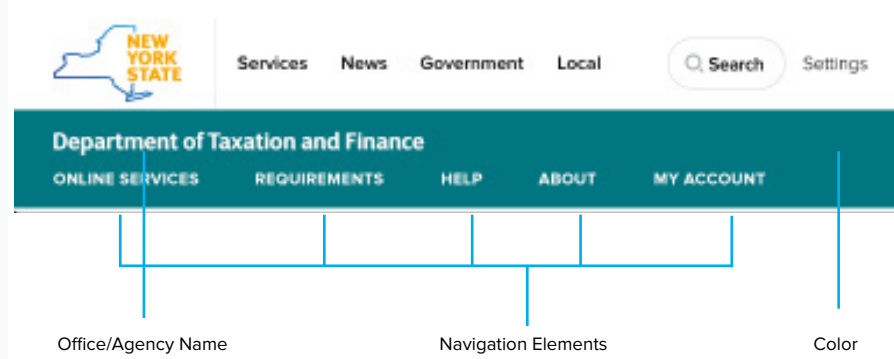 NEW
YORK
STATE
Services News Government Local Search Settings
Department of Taxation and Finance
ONLINE SERVICES REQUIREMENTS HELP ABOUT MY ACCOUNT
Office/Agency Name Navigation Elements Color